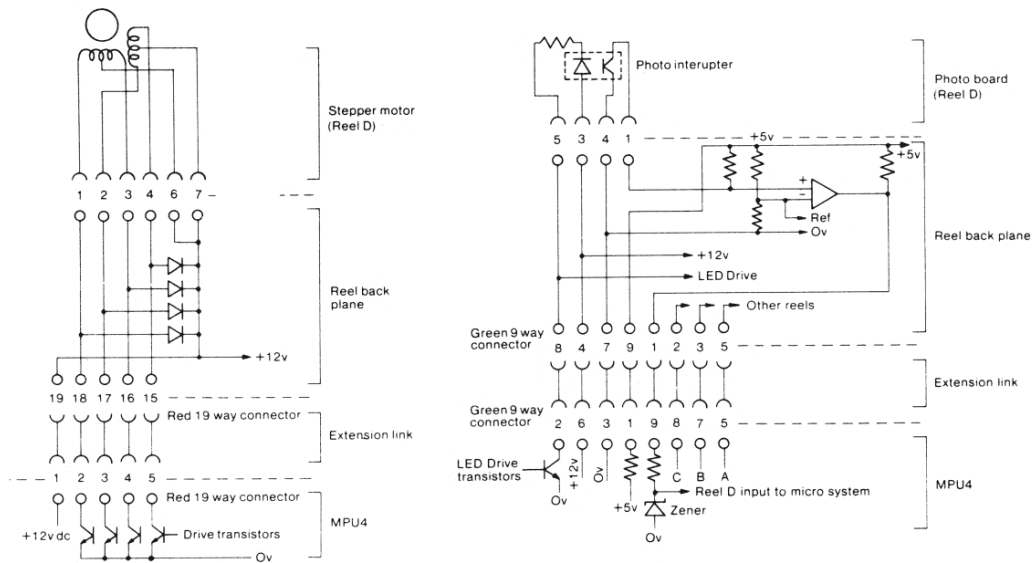 Stepper motor
(Reel D)
1 2 3 4 6 7
Reel back
plane
+12v
19 18 17 16 15
Red 19 way connector
Extension link
1 2 3 4 5
Red 19 way connector
MPU4
+12v dc
Drive transistors
0v
Photo interupter
Photo board
(Reel D)
5 3 4 1
+5v
+5v
+
-
Ref
0v
Reel back plane
+12v
LED Drive
Other reels
Green 9 way
connector
8 4 7 9 1 2 3 5
Extension link
Green 9 way
connector
2 6 3 1 9 8 7 5
LED Drive
transistors
+12v
0v
C B A
MPU4
0v
+5v
Reel D input to micro system
Zener
0v